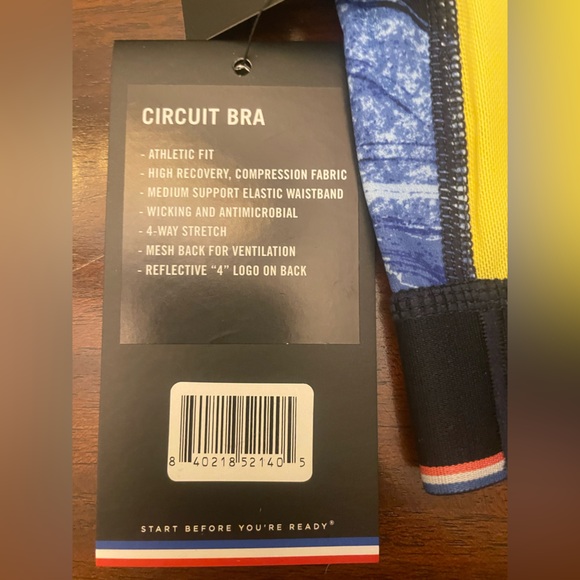 CIRCUIT BRA
- ATHLETIC FIT
- HIGH RECOVERY, COMPRESSION FABRIC
- MEDIUM SUPPORT ELASTIC WAISTBAND
- WICKING AND ANTIMICROBIAL
- 4-WAY STRETCH
- MESH BACK FOR VENTILATION
- REFLECTIVE “4” LOGO ON BACK
8 40218 52140 5
START BEFORE YOU'RE READY®